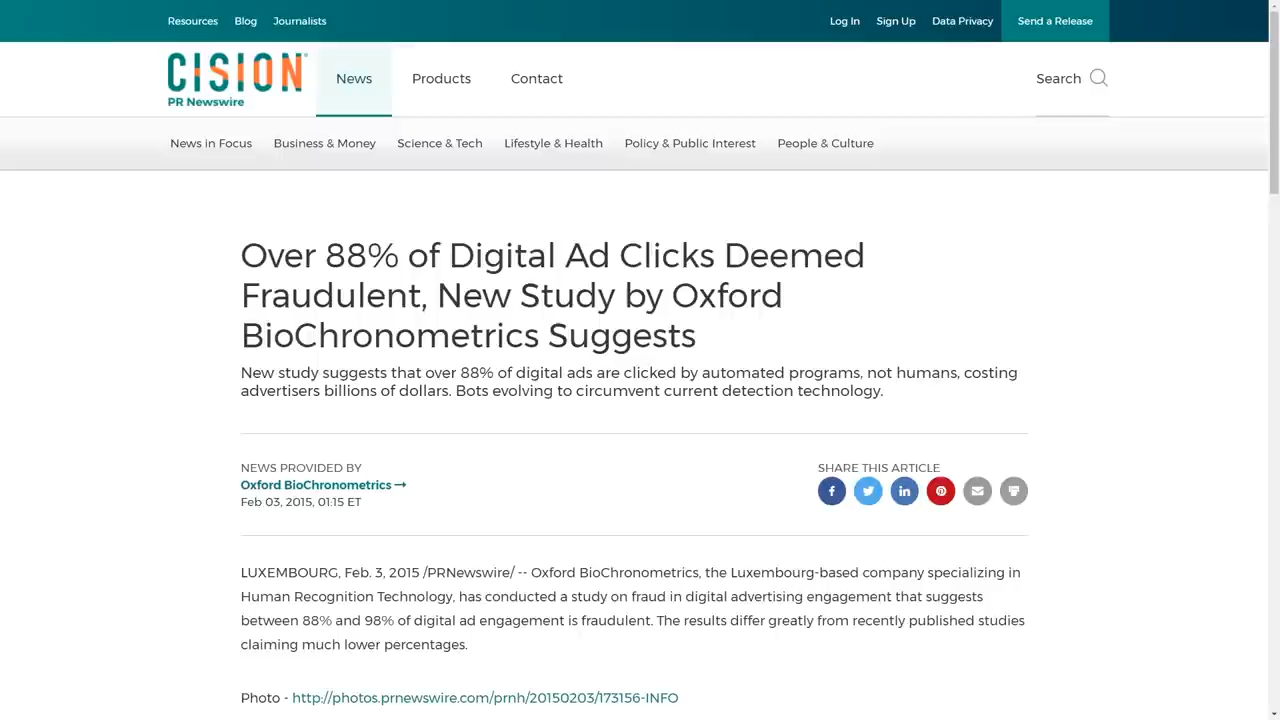 Resources Blog Journalists Log In Sign Up Data Privacy Send a Release
CISION
PR Newswire
News Products Contact Search
News in Focus Business & Money Science & Tech Lifestyle & Health Policy & Public Interest People & Culture
Over 88% of Digital Ad Clicks Deemed
Fraudulent, New Study by Oxford
BioChronometrics Suggests
New study suggests that over 88% of digital ads are clicked by automated programs, not humans, costing
advertisers billions of dollars. Bots evolving to circumvent current detection technology.
NEWS PROVIDED BY
Oxford BioChronometrics →
Feb 03, 2015, 01:15 ET
SHARE THIS ARTICLE
LUXEMBOURG, Feb. 3, 2015 /PRNewswire/ -- Oxford BioChronometrics, the Luxembourg-based company specializing in
Human Recognition Technology, has conducted a study on fraud in digital advertising engagement that suggests
between 88% and 98% of digital ad engagement is fraudulent. The results differ greatly from recently published studies
claiming much lower percentages.
Photo - http://photos.prnewswire.com/prnh/20150203/173156-INFO